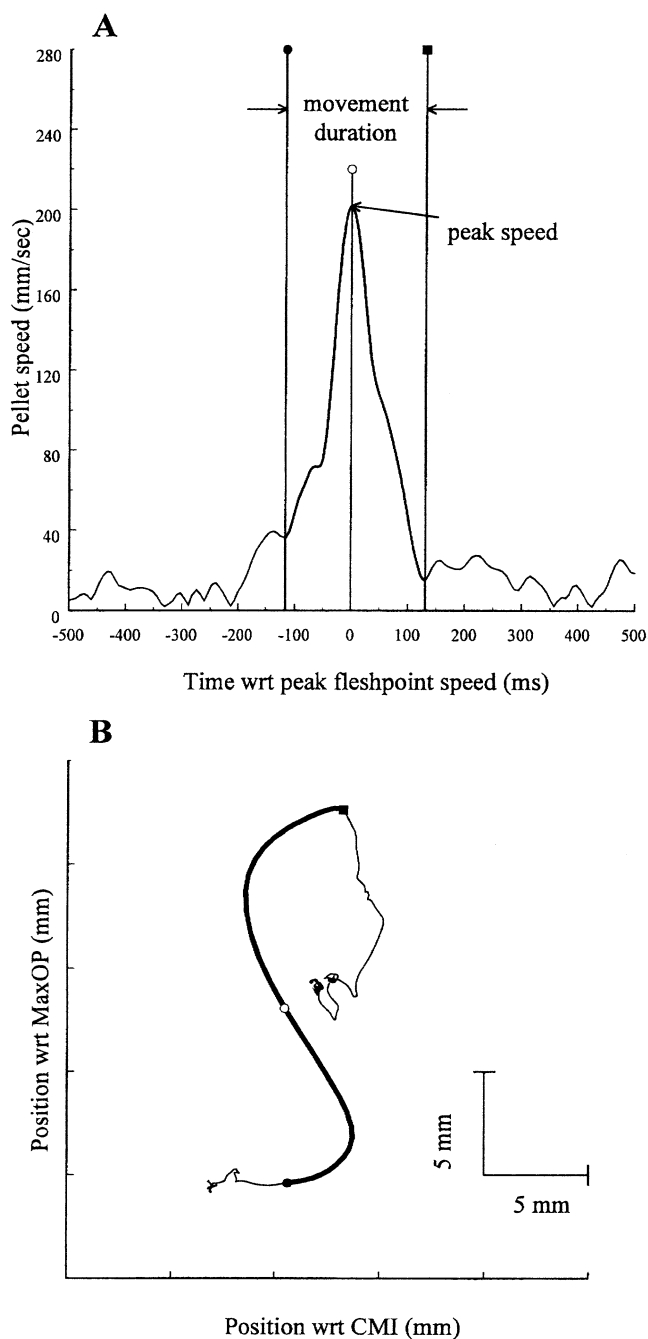 A
280
240
200
160
120
80
40
0
Pellet speed (mm/sec)
movement
duration
peak speed
-500 -400 -300 -200 -100 0 100 200 300 400 500
Time wrt peak fleshpoint speed (ms)
B
Position wrt MaxOP (mm)
5 mm
5 mm
Position wrt CMI (mm)